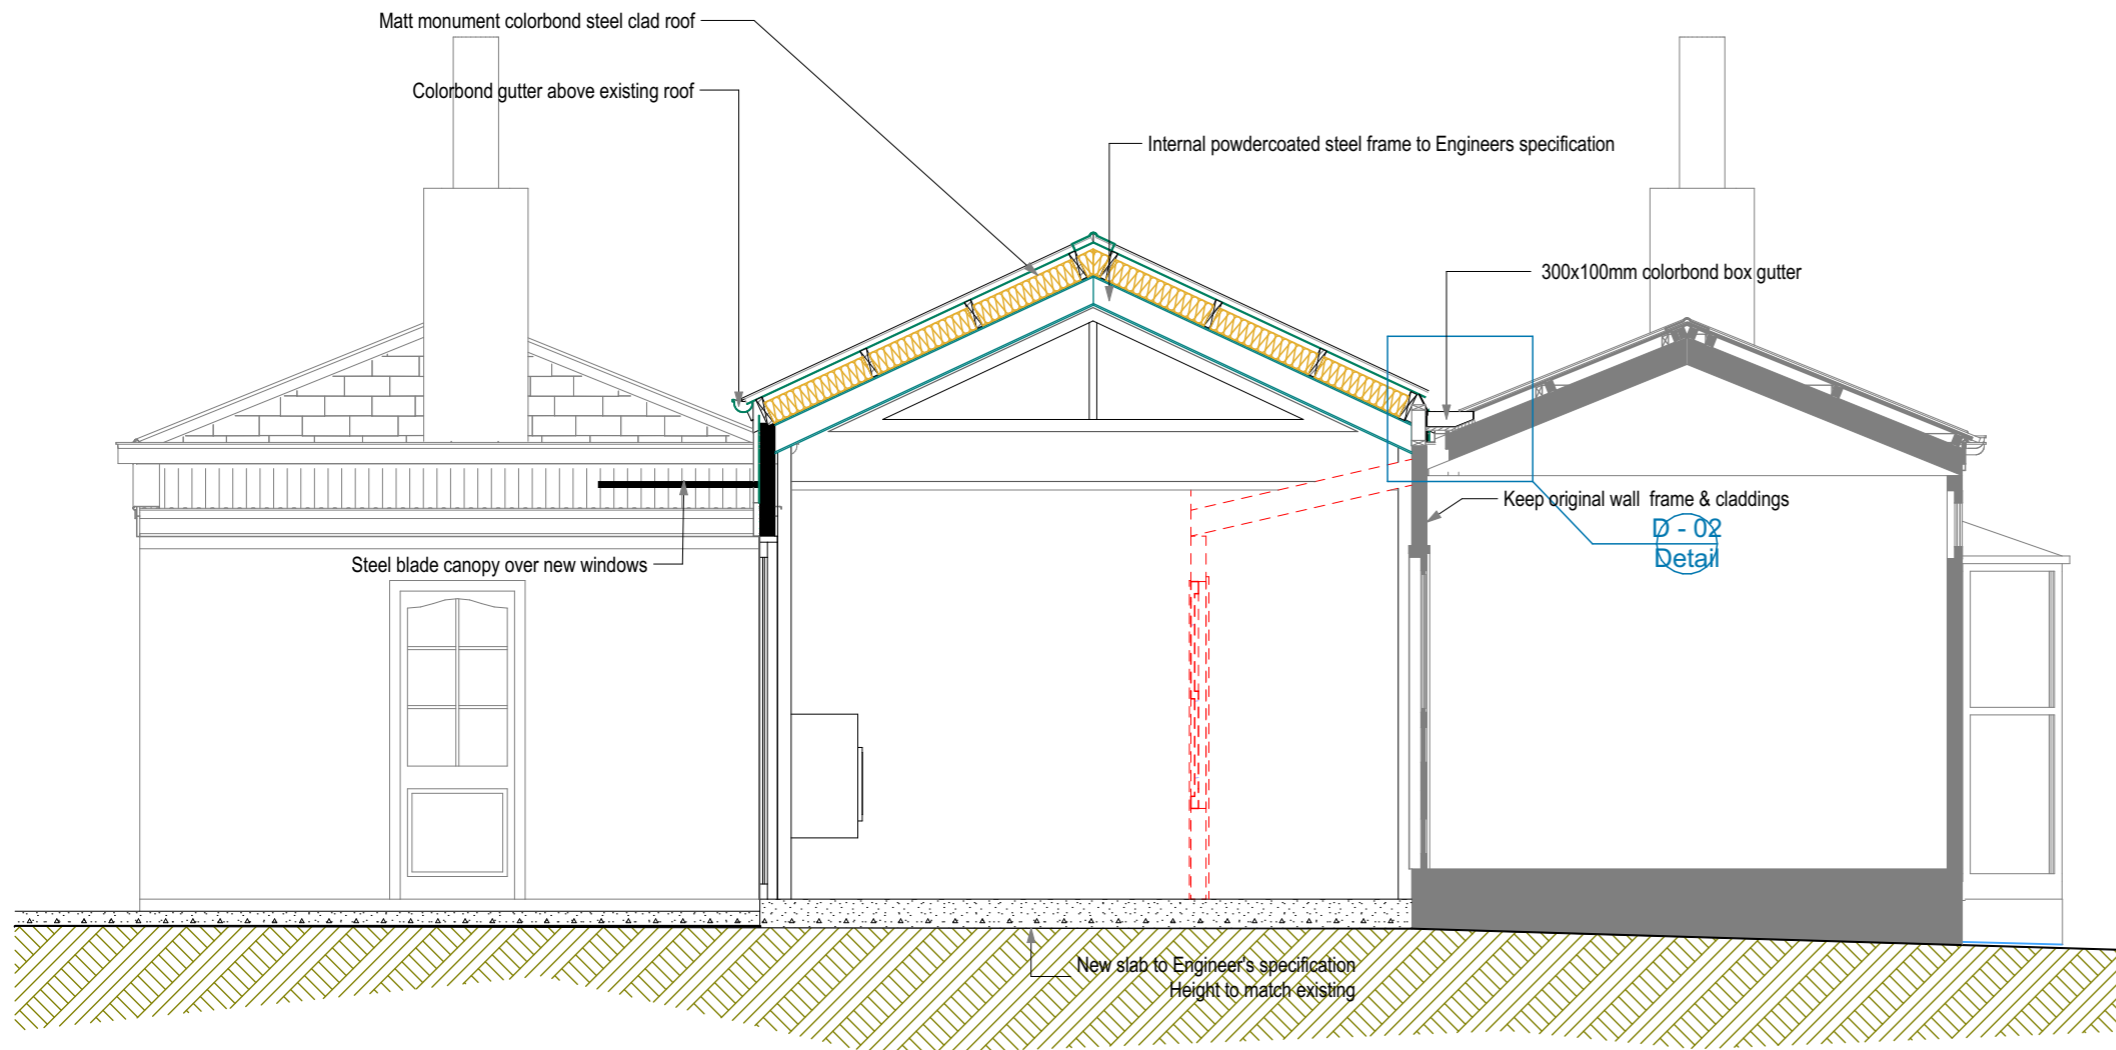 Matt monument colorbond steel clad roof
Colorbond gutter above existing roof
Internal powdercoated steel frame to Engineers specification
300x100mm colorbond box gutter
Keep original wall frame & claddings
D - 02
Detail
Steel blade canopy over new windows
New slab to Engineer's specification
Height to match existing